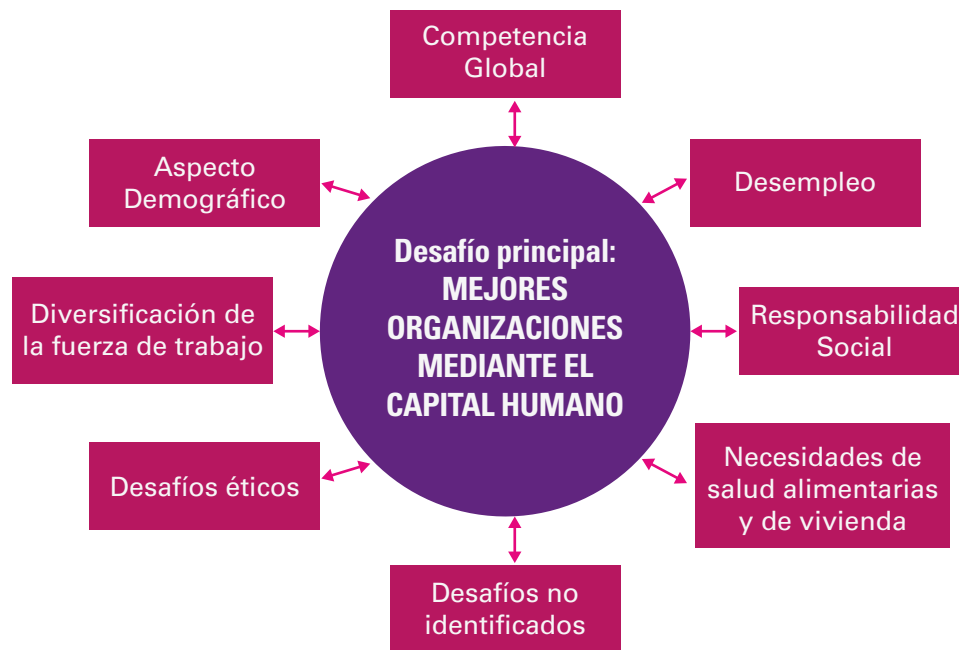 Competencia
Global
Aspecto
Demográfico
Desempleo
Desafío principal:
MEJORES
ORGANIZACIONES
MEDIANTE EL
CAPITAL HUMANO
Diversificación de
la fuerza de trabajo
Responsabilidad
Social
Desafíos éticos
Necesidades de
salud alimentarias
y de vivienda
Desafíos no
identificados